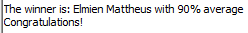 The winner is: Elmien Mattheus with 90% average
Congratulations!